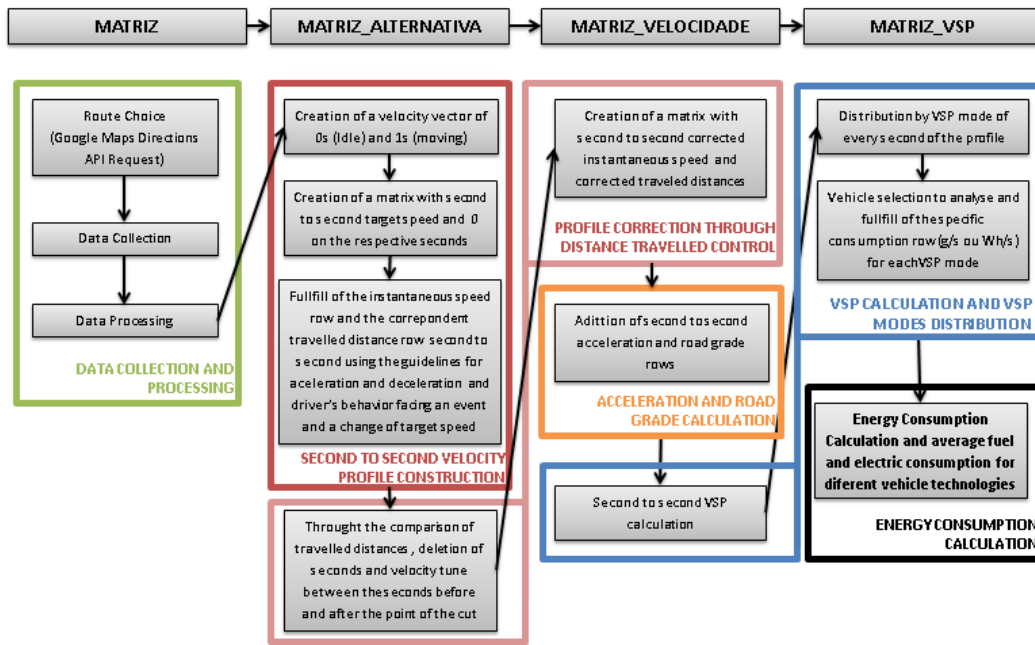 MATRIZ
MATRIZ_ALTERNATIVA
MATRIZ_VELOCIDADE
MATRIZ_VSP
Route Choice
(Google Maps Directions
API Request)
Data Collection
Data Processing
DATA COLLECTION AND
PROCESSING
Creation of a velocity vector of
0s (Idle) and 1s (moving)
Creation of a matrix with second
to second targets peed and 0
on the respective seconds
Fullfill of the instantaneous speed
row and the correpondent
travelled distance row second to
second using the guidelines for
aceleration and deceleration and
driver's behavior facing an event
and a change of target speed
SECOND TO SECOND VELOCITY
PROFILE CONSTRUCTION
Throught the comparison of
travelled distances , deletion of
seconds and velocity tune
between the seconds before
and after the point of the cut
Creation of a matrix with
second to second corrected
instantaneous speed and
corrected traveled distances
PROFILE CORRECTION THROUGH
DISTANCE TRAVELLED CONTROL
Adittion of second to second
acceleration and road grade
rows
ACCELERATION AND ROAD
GRADE CALCULATION
Second to second VSP
calculation
Distribution by VSP mode of
every second of the profile
Vehicle selection to analyse and
fullfill of the specific
consumption row (g/s ou Wh/s)
for each VSP mode
VSP CALCULATION AND VSP
MODES DISTRIBUTION
Energy Consumption
Calculation and average fuel
and electric consumption for
diferent vehicle technologies
ENERGY CONSUMPTION
CALCULATION